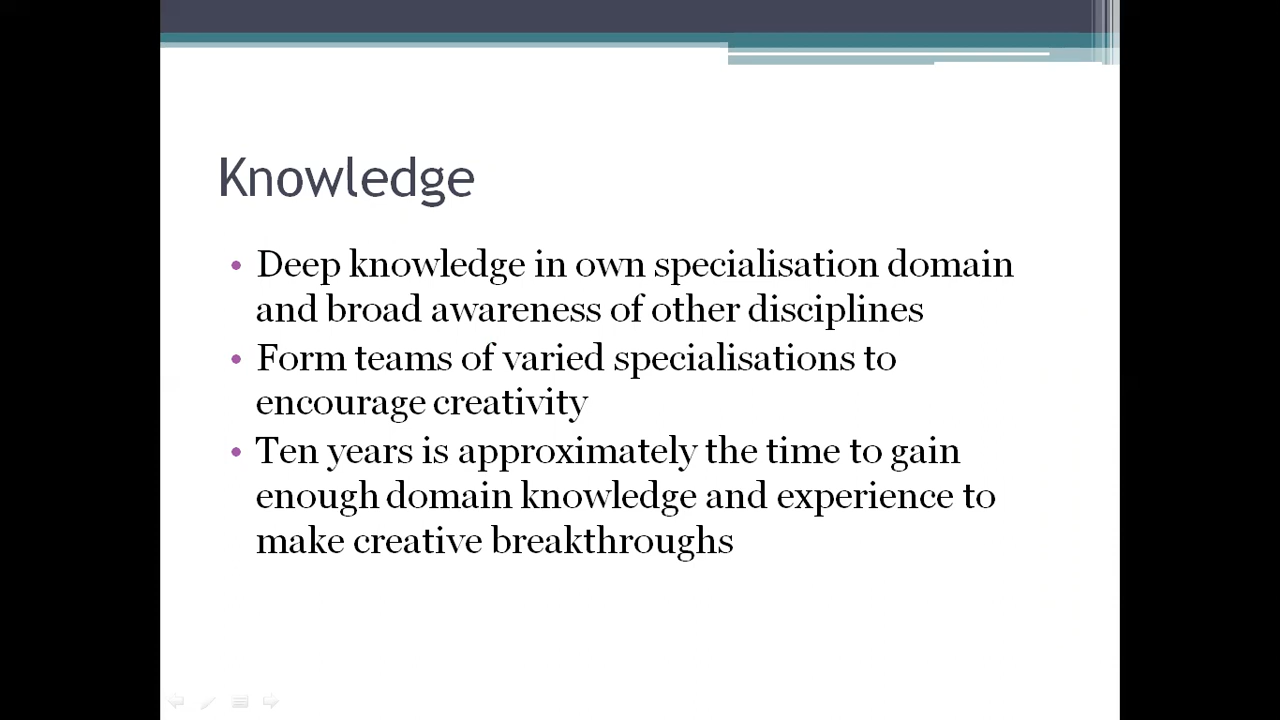 Knowledge
• Deep knowledge in own specialisation domain
and broad awareness of other disciplines
• Form teams of varied specialisations to
encourage creativity
• Ten years is approximately the time to gain
enough domain knowledge and experience to
make creative breakthroughs